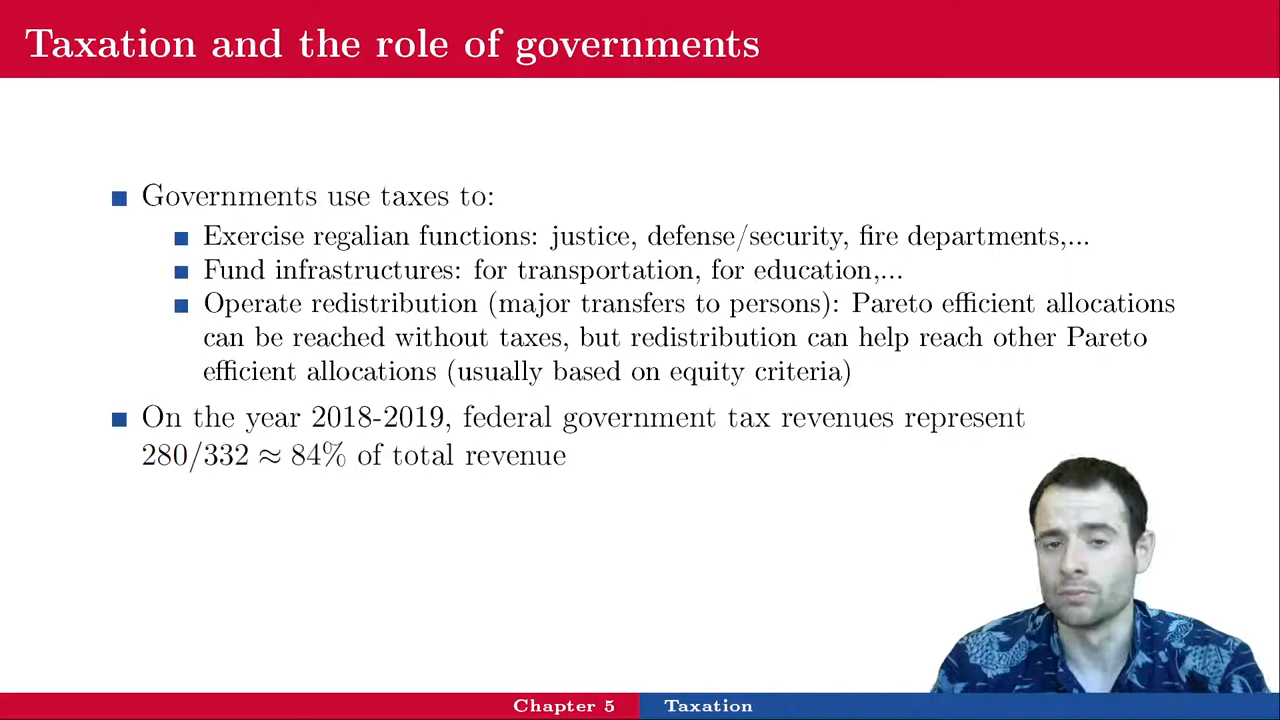 Taxation and the role of governments
Governments use taxes to:
Exercise regalian functions: justice, defense/security, fire departments,...
Fund infrastructures: for transportation, for education,...
Operate redistribution (major transfers to persons): Pareto efficient allocations
can be reached without taxes, but redistribution can help reach other Pareto
efficient allocations (usually based on equity criteria)
On the year 2018-2019, federal government tax revenues represent
280/332 ≈ 84% of total revenue
Chapter 5 Taxation